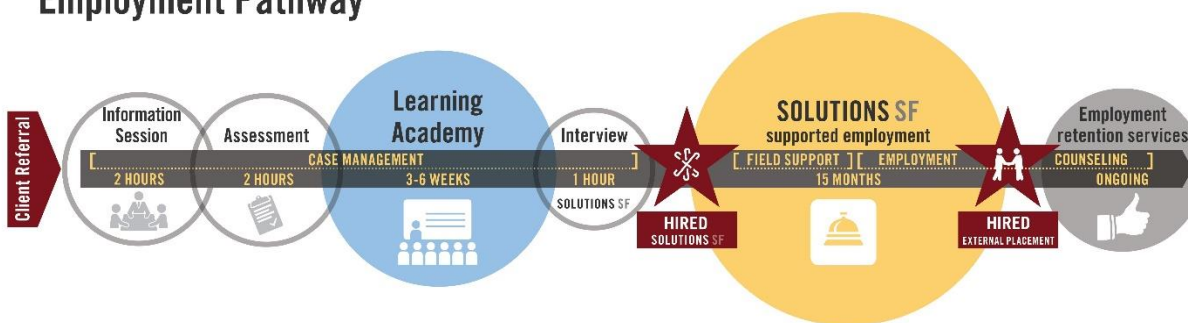 Employment Pathway
Client Referral
Information
Session
Assessment
Learning
Academy
Interview
SOLUTIONS SF
supported employment
Employment
retention services
CASE MANAGEMENT
FIELD SUPPORT
EMPLOYMENT
COUNSELING
2 HOURS
2 HOURS
3-6 WEEKS
1 HOUR
15 MONTHS
ONGOING
SOLUTIONS SF
HIRED
SOLUTIONS SF
HIRED
EXTERNAL PLACEMENT